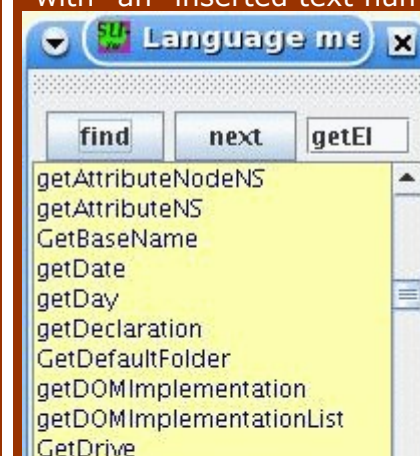 with "an" inserted text num
Language me
find next getEl
getAttributeNodeNS
getAttributeNS
GetBaseName
getDate
getDay
getDeclaration
GetDefaultFolder
getDOMImplementation
getDOMImplementationList
GetDrive